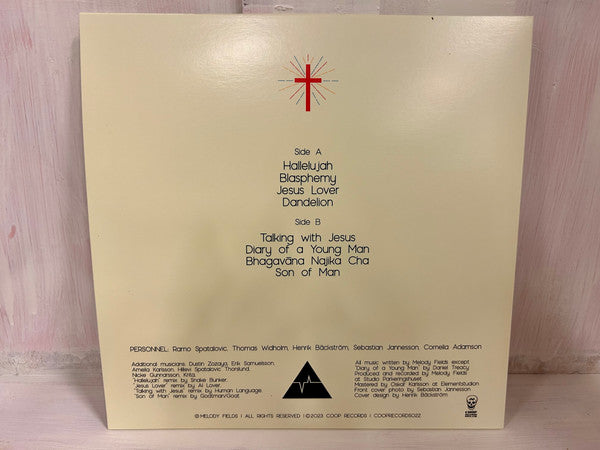 Side A
Hallelujah
Blasphemy
Jesus Lover
Dandelion
Side B
Talking with Jesus
Diary of a Young Man
Bhagavāna Najika Cha
Son of Man
PERSONNEL: Ramo Spatalovic, Thomas Widholm, Henrik Bäckström, Sebastian Jannesson, Cornelia Adamson
Additional musicians: Dustin Zozaya, Erik Samuelsson,
Amelia Karlsson, Hillevi Spatalovic Thorslund,
Nicke Gunnarsson, Krita.
"Hallelujah" remix by Snake Bunker.
"Jesus Lover" remix by Al Lover.
"Talking with Jesus" remix by Human Language.
"Son of Man" remix by Goatman/Goat.
All music written by Melody Fields except
"Diary of a Young Man" by Daniel Treacy
Produced and recorded by Melody Fields
at Studio Parkeringshuset
Mastered by Oskar Karlsson at Elementstudion
Front cover photo by Sebastian Jannesson
Cover design by Henrik Bäckström
© MELODY FIELDS | ALL RIGHTS RESERVED | ©2023 COOP RECORDS | COOPRECORDS022